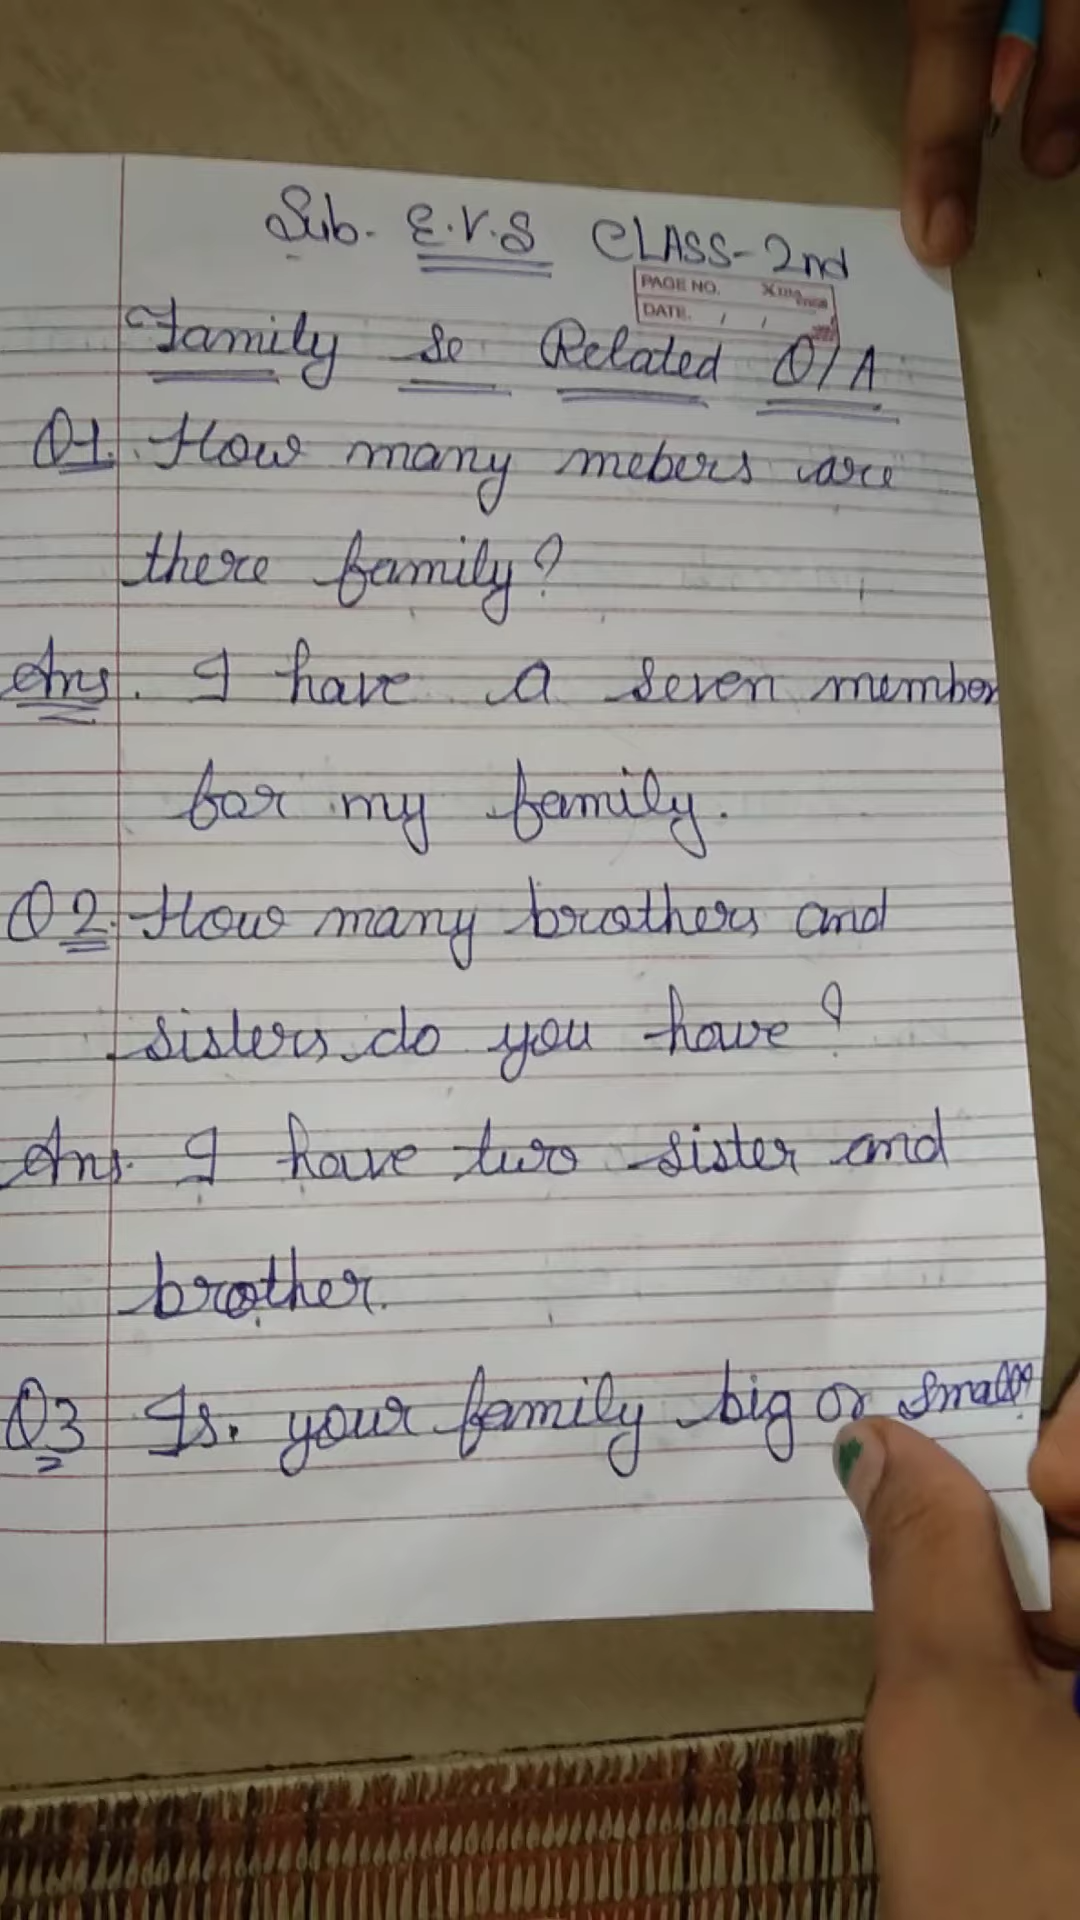 Sub. E.V.S CLASS-2nd
PAGE NO.
DATE. / /
Family se Related Q/A
Q1. How many mebers are
there family?
Ans. I have a seven member
for my family.
Q2. How many brothers and
sisters do you have?
Ans. I have two sister and
brother.
Q3 Is. your family big or small?